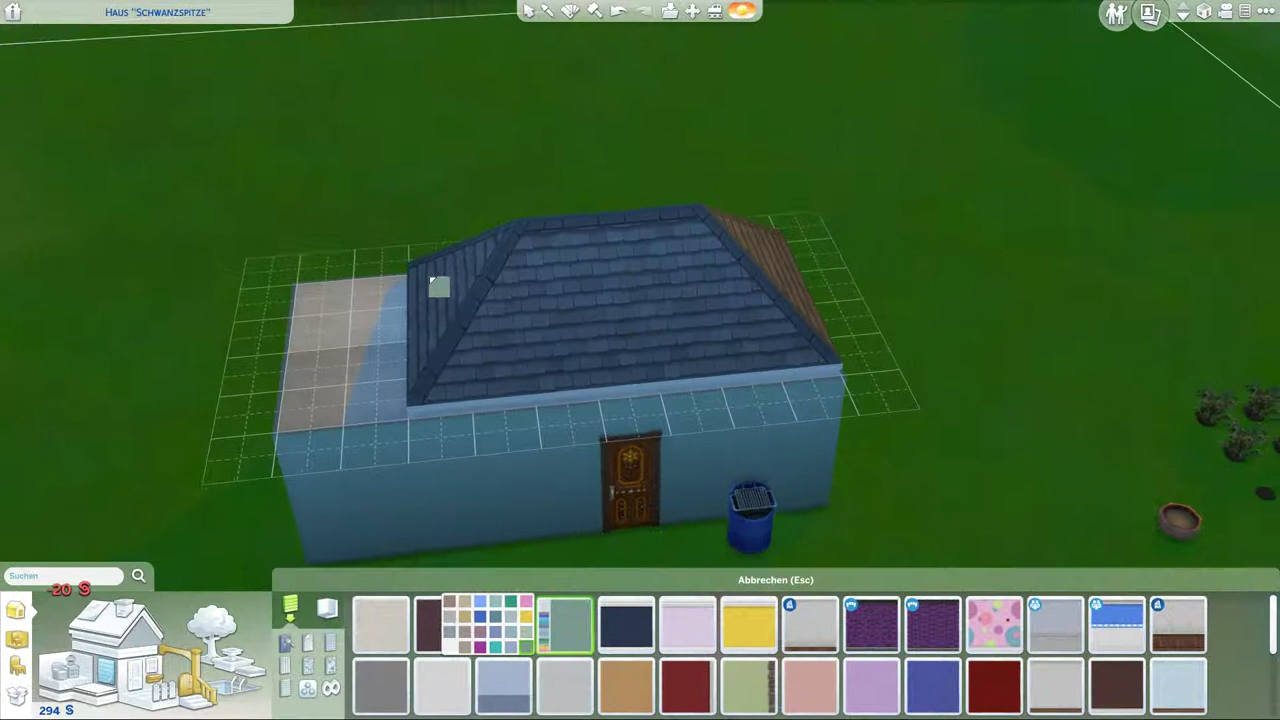 Haus "Schwanzspitze"
Abbrechen (Esc)
Suchen
-20 S
294 S